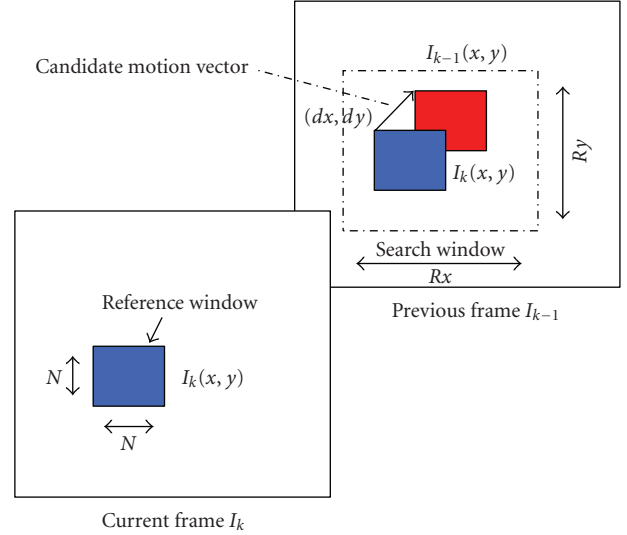 I_{k−1}(x, y)
Candidate motion vector
(dx, dy)
I_k(x, y)
Ry
Search window
Rx
Previous frame I_{k−1}
Reference window
N
I_k(x, y)
N
Current frame I_k